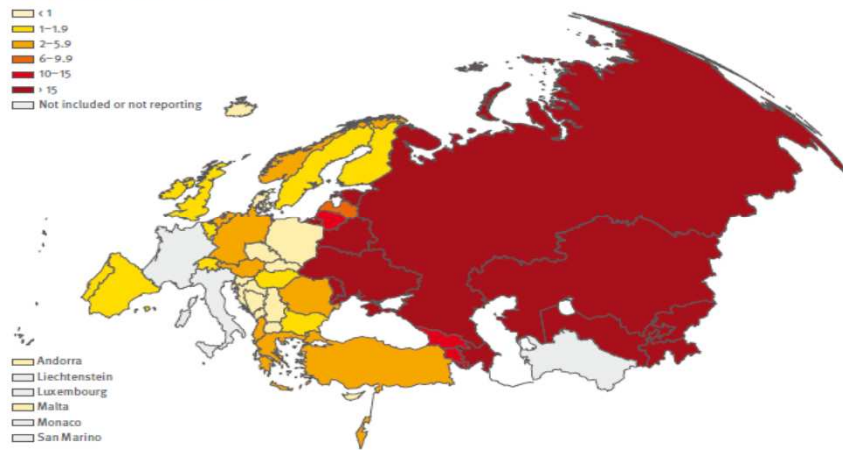 < 1
1–1.9
2–5.9
6–9.9
10–15
> 15
Not included or not reporting
Andorra
Liechtenstein
Luxembourg
Malta
Monaco
San Marino